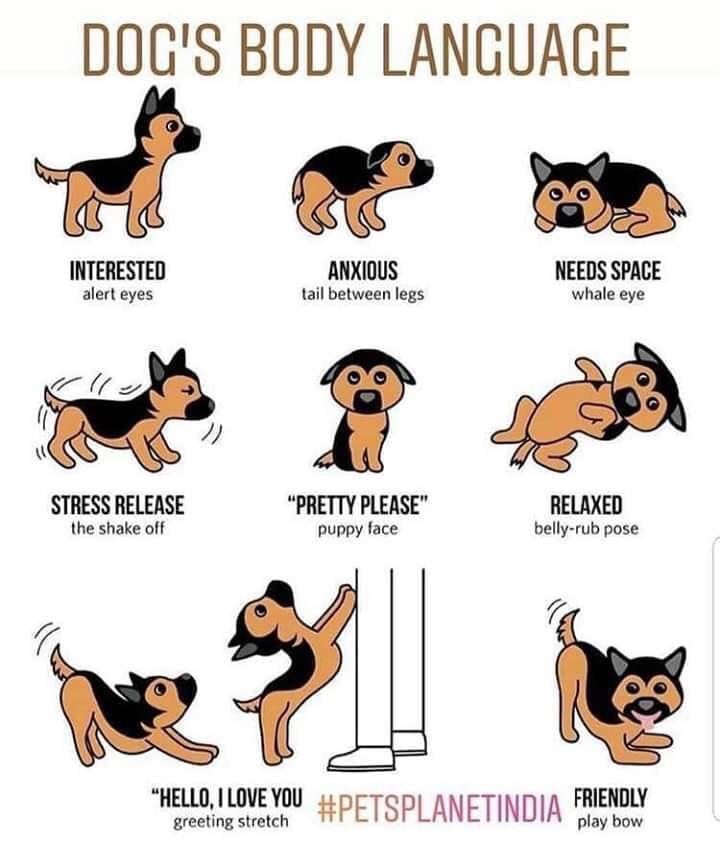 DOG'S BODY LANGUAGE
INTERESTED
alert eyes
ANXIOUS
tail between legs
NEEDS SPACE
whale eye
STRESS RELEASE
the shake off
"PRETTY PLEASE"
puppy face
RELAXED
belly-rub pose
"HELLO, I LOVE YOU
greeting stretch
#PETSPLANETINDIA
FRIENDLY
play bow